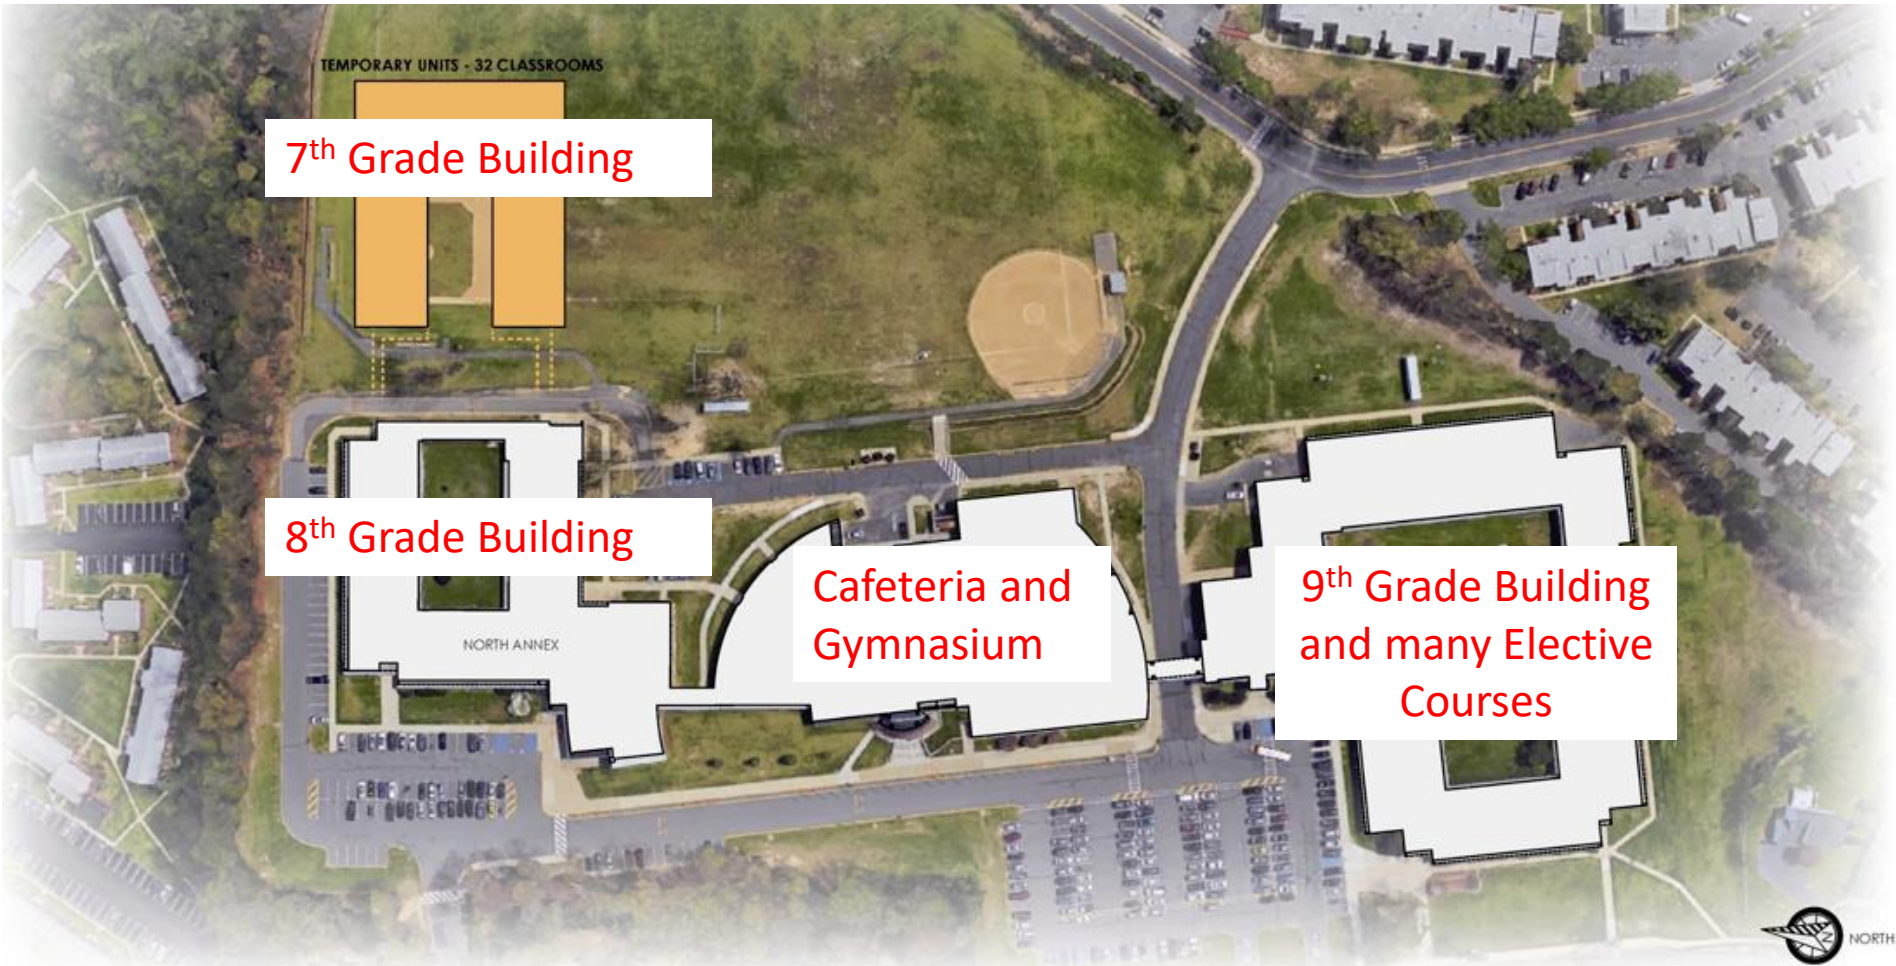 TEMPORARY UNITS - 32 CLASSROOMS
7th Grade Building
8th Grade Building
Cafeteria and
Gymnasium
9th Grade Building
and many Elective
Courses
NORTH ANNEX
N
NORTH